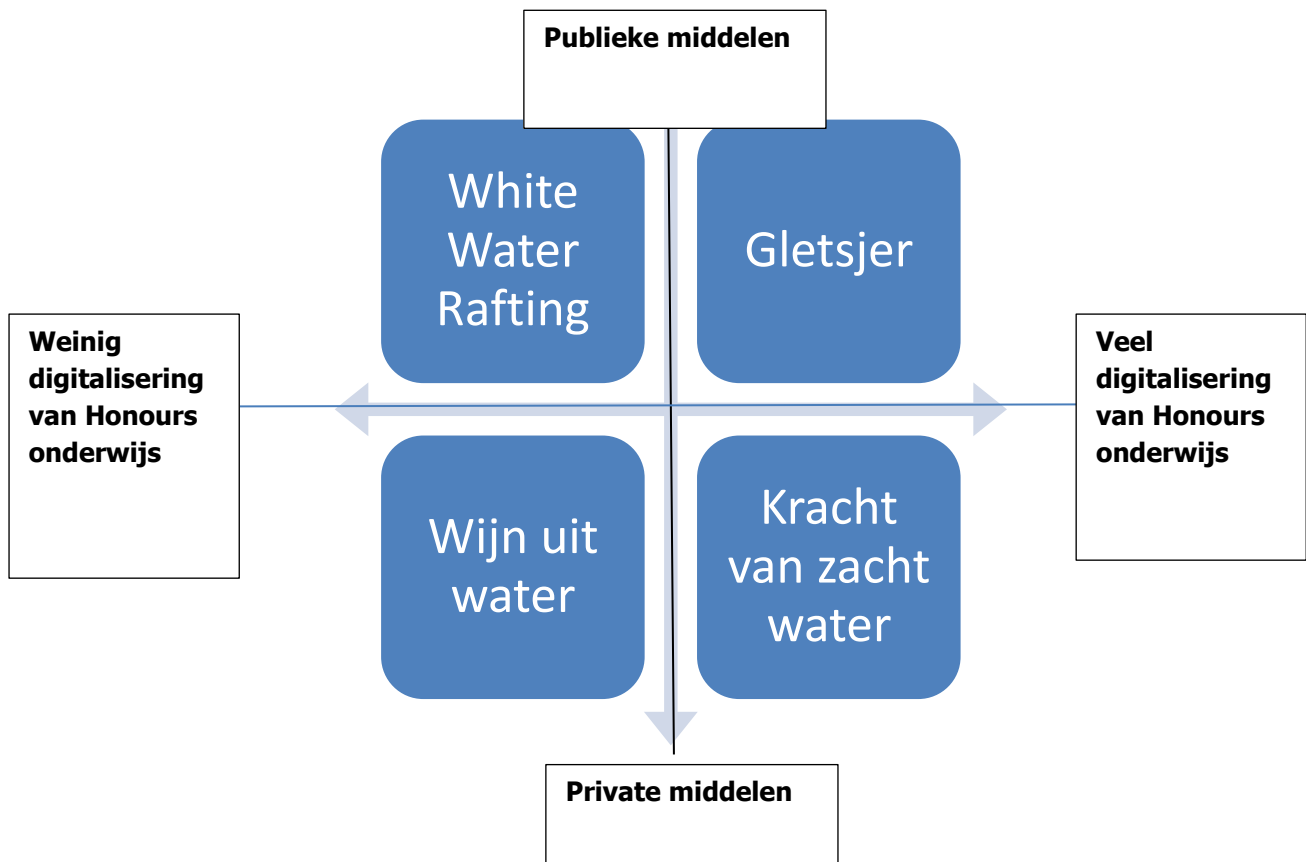 Publieke middelen
White
Water
Rafting
Gletsjer
Weinig
digitalisering
van Honours
onderwijs
Veel
digitalisering
van Honours
onderwijs
Wijn uit
water
Kracht
van zacht
water
Private middelen